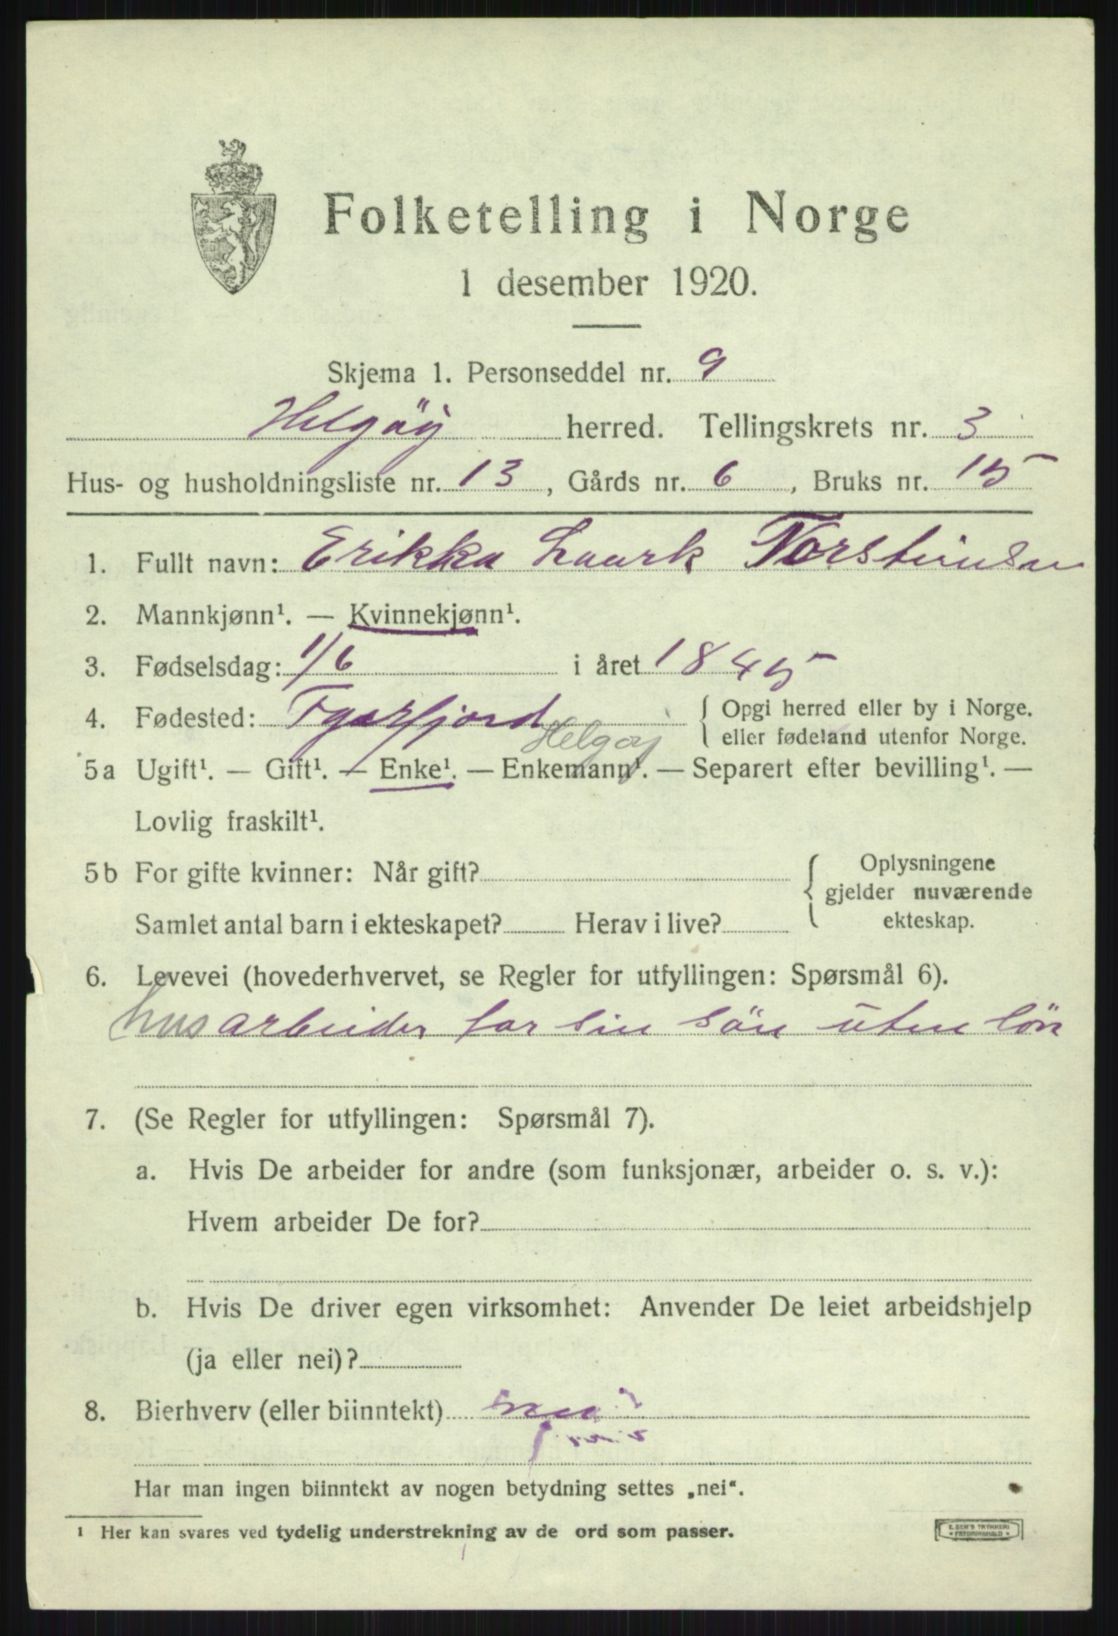 Folketelling i Norge
1 desember 1920.
Skjema 1. Personseddel nr. 9
Helgøy herred. Tellingskrets nr. 3
Hus- og husholdningsliste nr. 13, Gårds nr. 6, Bruks nr. 15
1. Fullt navn: Erikka Laurk Torstensen
2. Mannkjønn¹. — Kvinnekjønn¹.
3. Fødselsdag: 1/6 i året 1845
4. Fødested: Helgøy { Opgi herred eller by i Norge,
eller fødeland utenfor Norge.
5a Ugift¹. — Gift¹. — Enke¹. — Enkemann¹. — Separert efter bevilling¹. —
Lovlig fraskilt¹.
5b For gifte kvinner: Når gift? { Oplysningene
gjelder nuværende
ekteskap.
Samlet antal barn i ekteskapet? Herav i live?
6. Levevei (hovederhvervet, se Regler for utfyllingen: Spørsmål 6).
husarbeider for sin sön uten lön
7. (Se Regler for utfyllingen: Spørsmål 7).
a. Hvis De arbeider for andre (som funksjonær, arbeider o. s. v.):
Hvem arbeider De for?
b. Hvis De driver egen virksomhet: Anvender De leiet arbeidshjelp
(ja eller nei)?
8. Bierhverv (eller biinntekt)
Har man ingen biinntekt av nogen betydning settes „nei“.
¹ Her kan svares ved tydelig understrekning av de ord som passer.